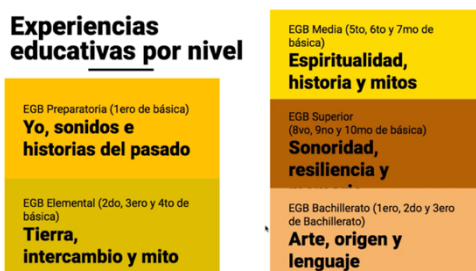 Experiencias
educativas por nivel
EGB Preparatoria (1ero de básica)
Yo, sonidos e
historias del pasado
EGB Elemental (2do, 3ero y 4to de
básica)
Tierra,
intercambio y mito
EGB Media (5to, 6to y 7mo de
básica)
Espiritualidad,
historia y mitos
EGB Superior
(8vo, 9no y 10mo de básica)
Sonoridad,
resiliencia y
EGB Bachillerato (1ero, 2do y 3ero
de Bachillerato)
Arte, origen y
lenguaje